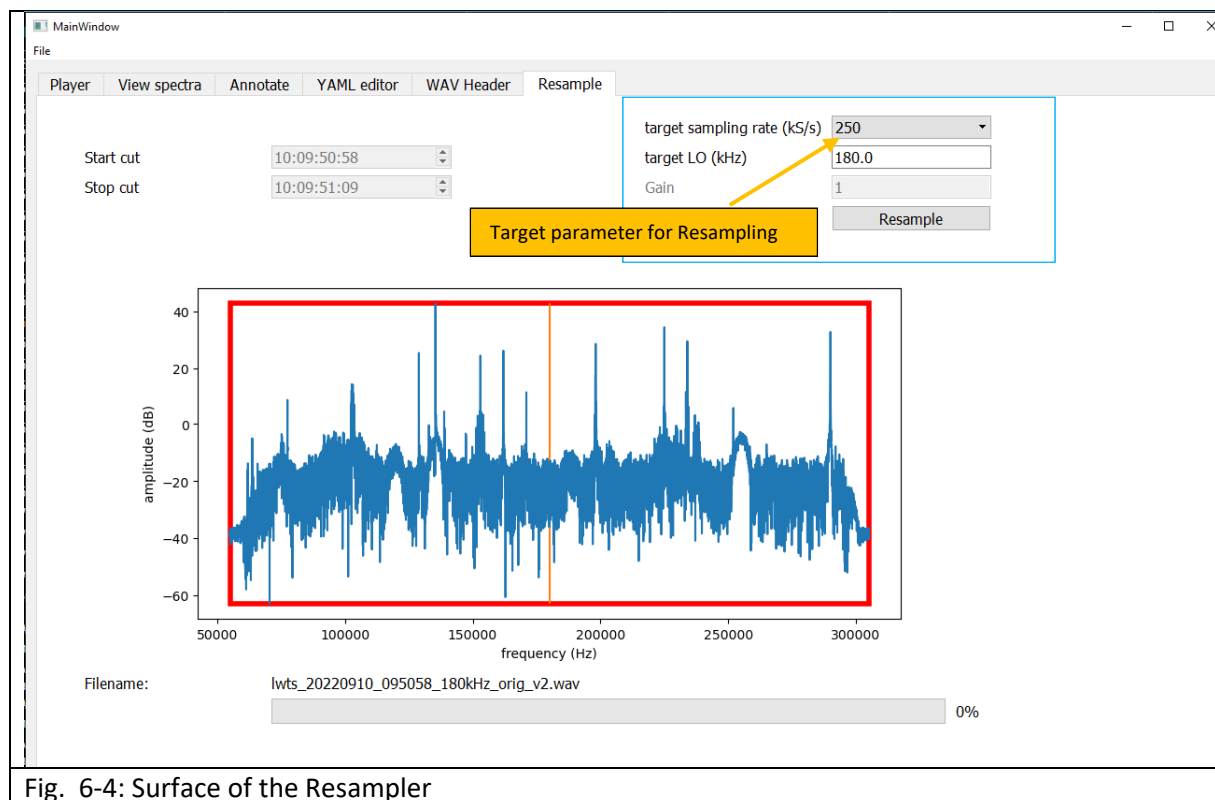 MainWindow
File
Player View spectra Annotate YAML editor WAV Header Resample
target sampling rate (kS/s) 250
Start cut 10:09:50:58 target LO (kHz) 180.0
Stop cut 10:09:51:09 Gain 1
Resample
Target parameter for Resampling
40
20
0
−20
−40
−60
amplitude (dB)
50000 100000 150000 200000 250000 300000
frequency (Hz)
Filename: lwts_20220910_095058_180kHz_orig_v2.wav
0%
Fig. 6-4: Surface of the Resampler